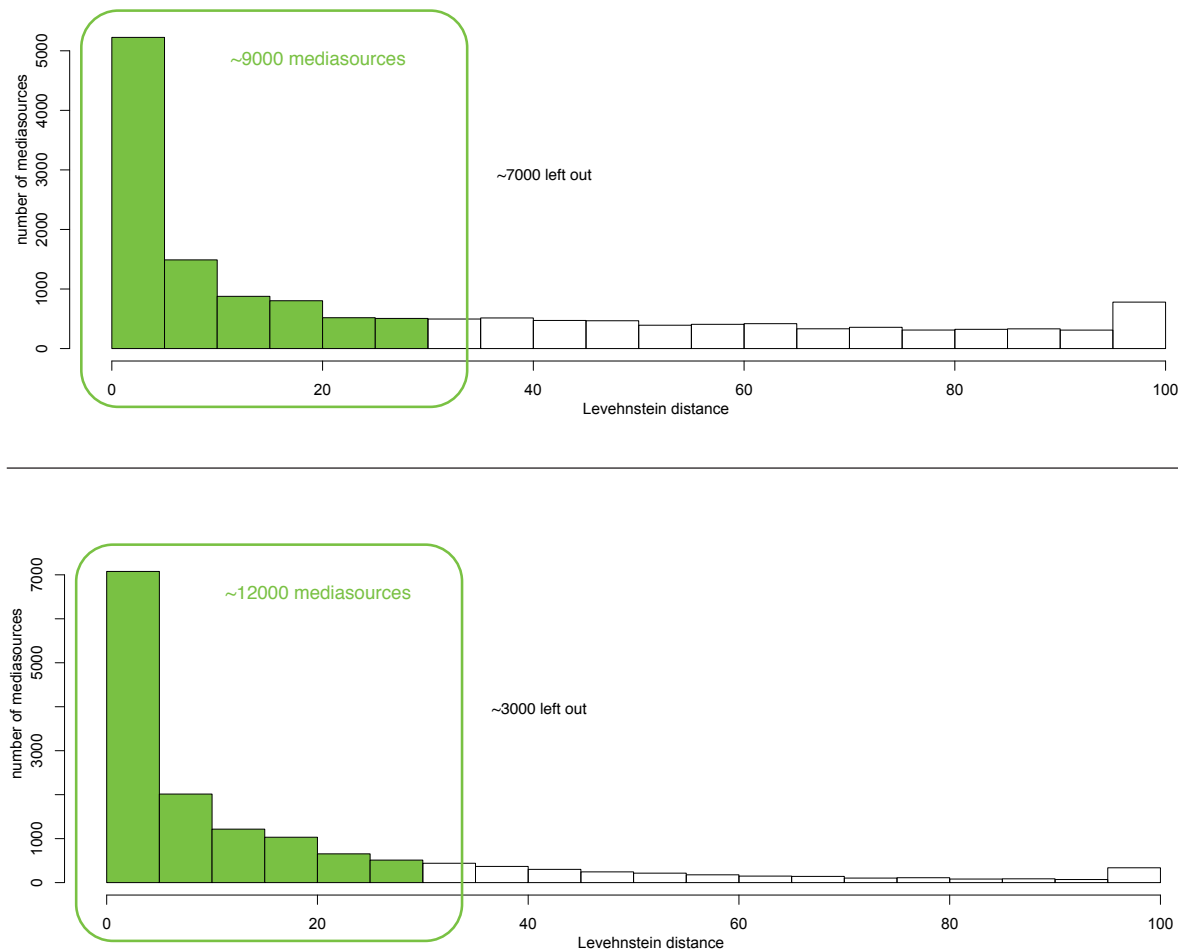 ~9000 mediasources
~7000 left out
number of mediasources
5000
4000
3000
2000
1000
0
0 20 40 60 80 100
Levehnstein distance
~12000 mediasources
~3000 left out
number of mediasources
7000
5000
3000
1000
0
0 20 40 60 80 100
Levehnstein distance